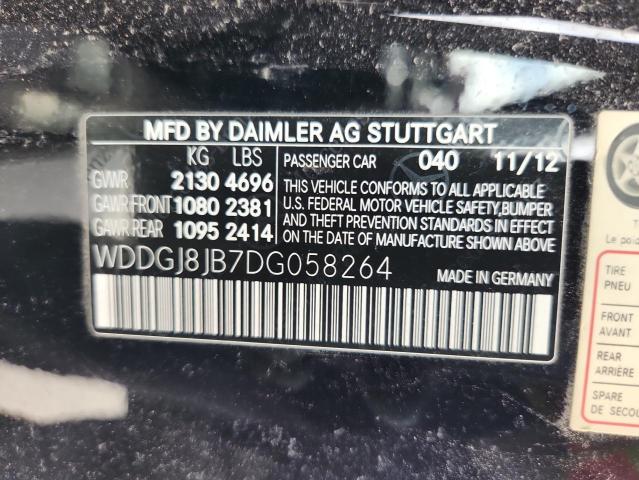 MFD BY DAIMLER AG STUTTGART
KG LBS
GVWR 2130 4696
GAWR FRONT 1080 2381
GAWR REAR 1095 2414
PASSENGER CAR 040 11/12
THIS VEHICLE CONFORMS TO ALL APPLICABLE
U.S. FEDERAL MOTOR VEHICLE SAFETY,BUMPER
AND THEFT PREVENTION STANDARDS IN EFFECT
ON THE DATE OF MANUFACTURE SHOWN ABOVE.
WDDGJ8JB7DG058264
MADE IN GERMANY
Le
TIRE
PNEU
FRONT
AVANT
REAR
ARRIÈRE
SPARE
DE